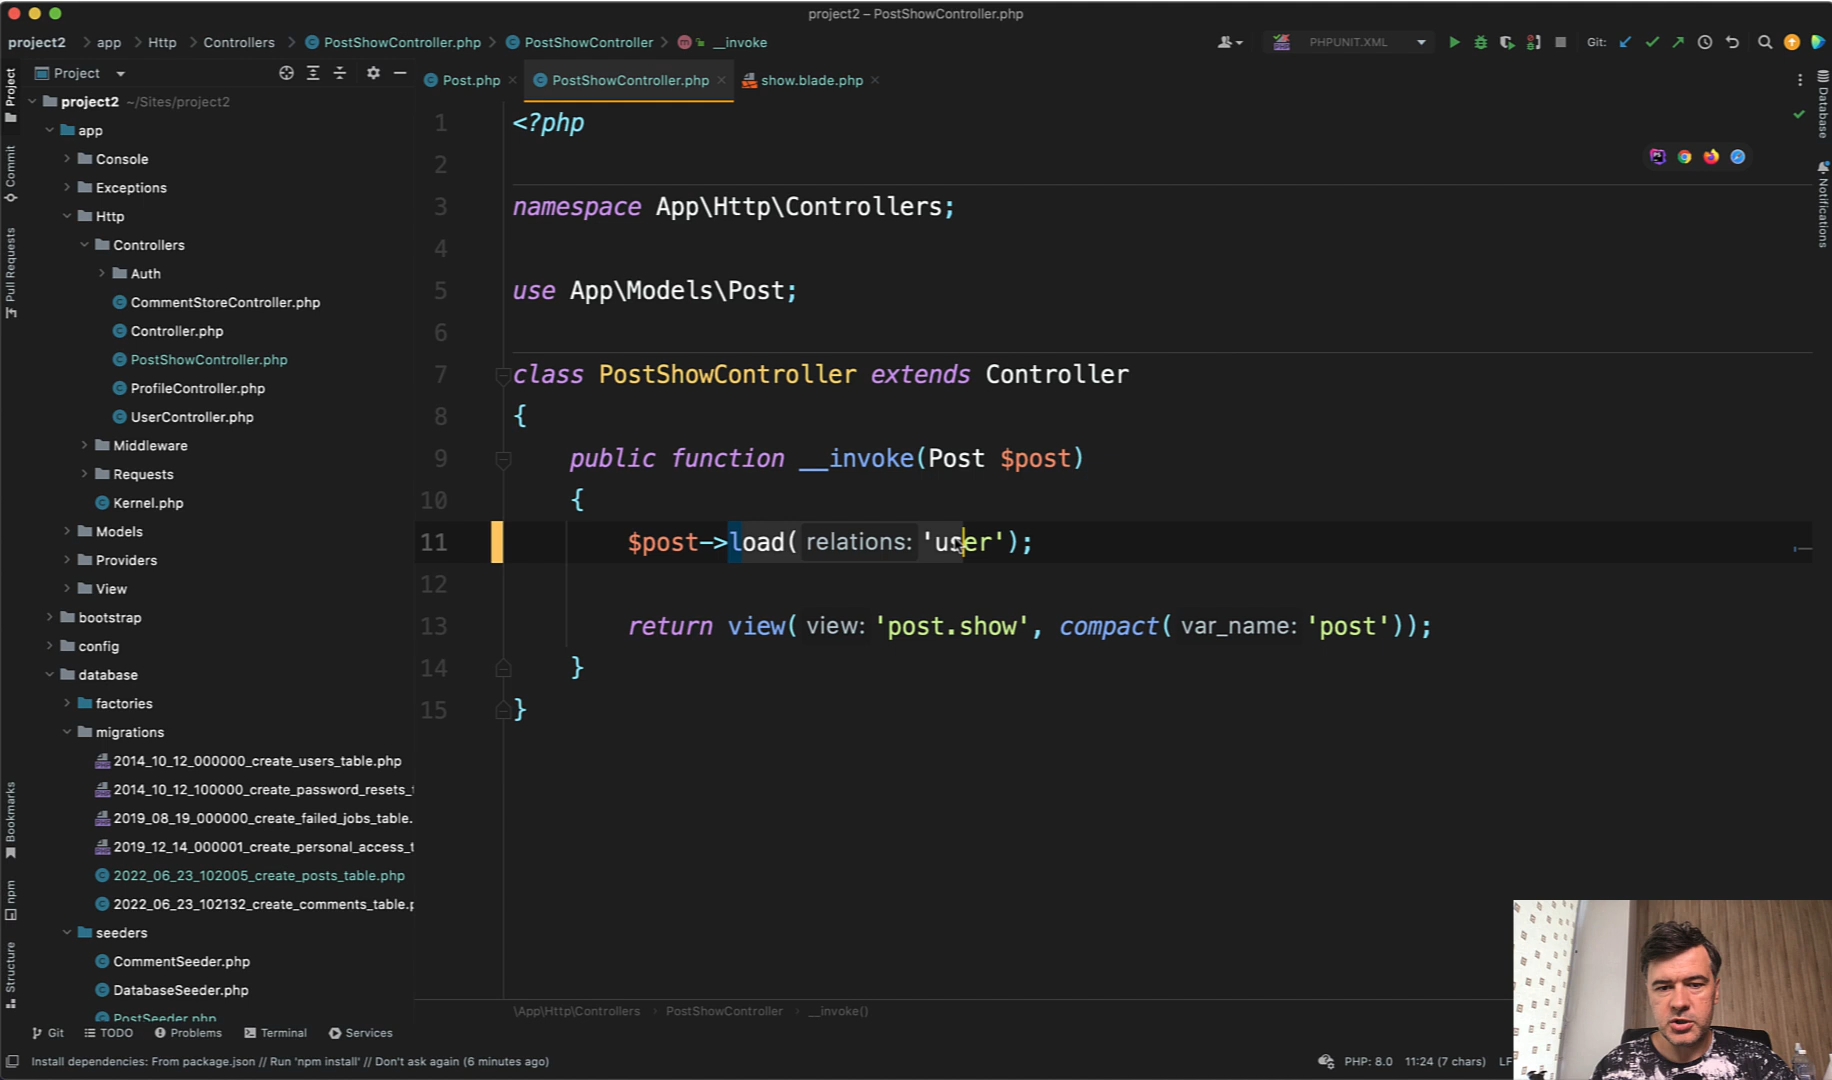 project2 – PostShowController.php
project2 app Http Controllers PostShowController.php PostShowController __invoke
PHPUNIT.XML
Git:
Project
Post.php
PostShowController.php
show.blade.php
Project
Commit
Pull Requests
Bookmarks
npm
Structure
Database
Notifications
project2 ~/Sites/project2
app
Console
Exceptions
Http
Controllers
Auth
CommentStoreController.php
Controller.php
PostShowController.php
ProfileController.php
UserController.php
Middleware
Requests
Kernel.php
Models
Providers
View
bootstrap
config
database
factories
migrations
2014_10_12_000000_create_users_table.php
2014_10_12_100000_create_password_resets_t
2019_08_19_000000_create_failed_jobs_table.
2019_12_14_000001_create_personal_access_t
2022_06_23_102005_create_posts_table.php
2022_06_23_102132_create_comments_table.p
seeders
CommentSeeder.php
DatabaseSeeder.php
PostSeeder.php
1 <?php
2
3 namespace App\Http\Controllers;
4
5 use App\Models\Post;
6
7 class PostShowController extends Controller
8 {
9 public function __invoke(Post $post)
10 {
11 $post->load( relations: 'user');
12
13 return view( view: 'post.show', compact( var_name: 'post'));
14 }
15 }
\App\Http\Controllers PostShowController __invoke()
Git TODO Problems Terminal Services
Install dependencies: From package.json // Run 'npm install' // Don't ask again (6 minutes ago)
PHP: 8.0 11:24 (7 chars) LF